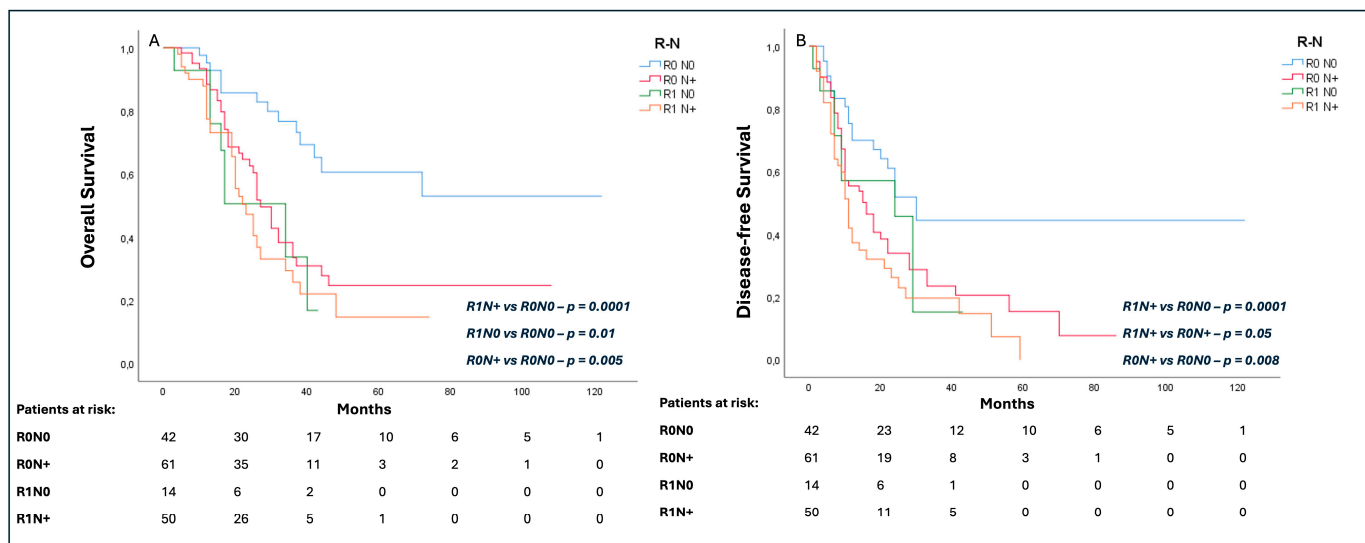 A
R-N
R0 N0
R0 N+
R1 N0
R1 N+
1,0
0,8
0,6
0,4
0,2
0,0
Overall Survival
R1N+ vs R0N0 – p = 0.0001
R1N0 vs R0N0 – p = 0.01
R0N+ vs R0N0 – p = 0.005
0 20 40 60 80 100 120
Months
Patients at risk:
R0N0 42 30 17 10 6 5 1
R0N+ 61 35 11 3 2 1 0
R1N0 14 6 2 0 0 0 0
R1N+ 50 26 5 1 0 0 0
B
R-N
R0 N0
R0 N+
R1 N0
R1 N+
1,0
0,8
0,6
0,4
0,2
0,0
Disease-free Survival
R1N+ vs R0N0 – p = 0.0001
R1N+ vs R0N+ – p = 0.05
R0N+ vs R0N0 – p = 0.008
0 20 40 60 80 100 120
Months
Patients at risk:
R0N0 42 23 12 10 6 5 1
R0N+ 61 19 8 3 1 0 0
R1N0 14 6 1 0 0 0 0
R1N+ 50 11 5 0 0 0 0